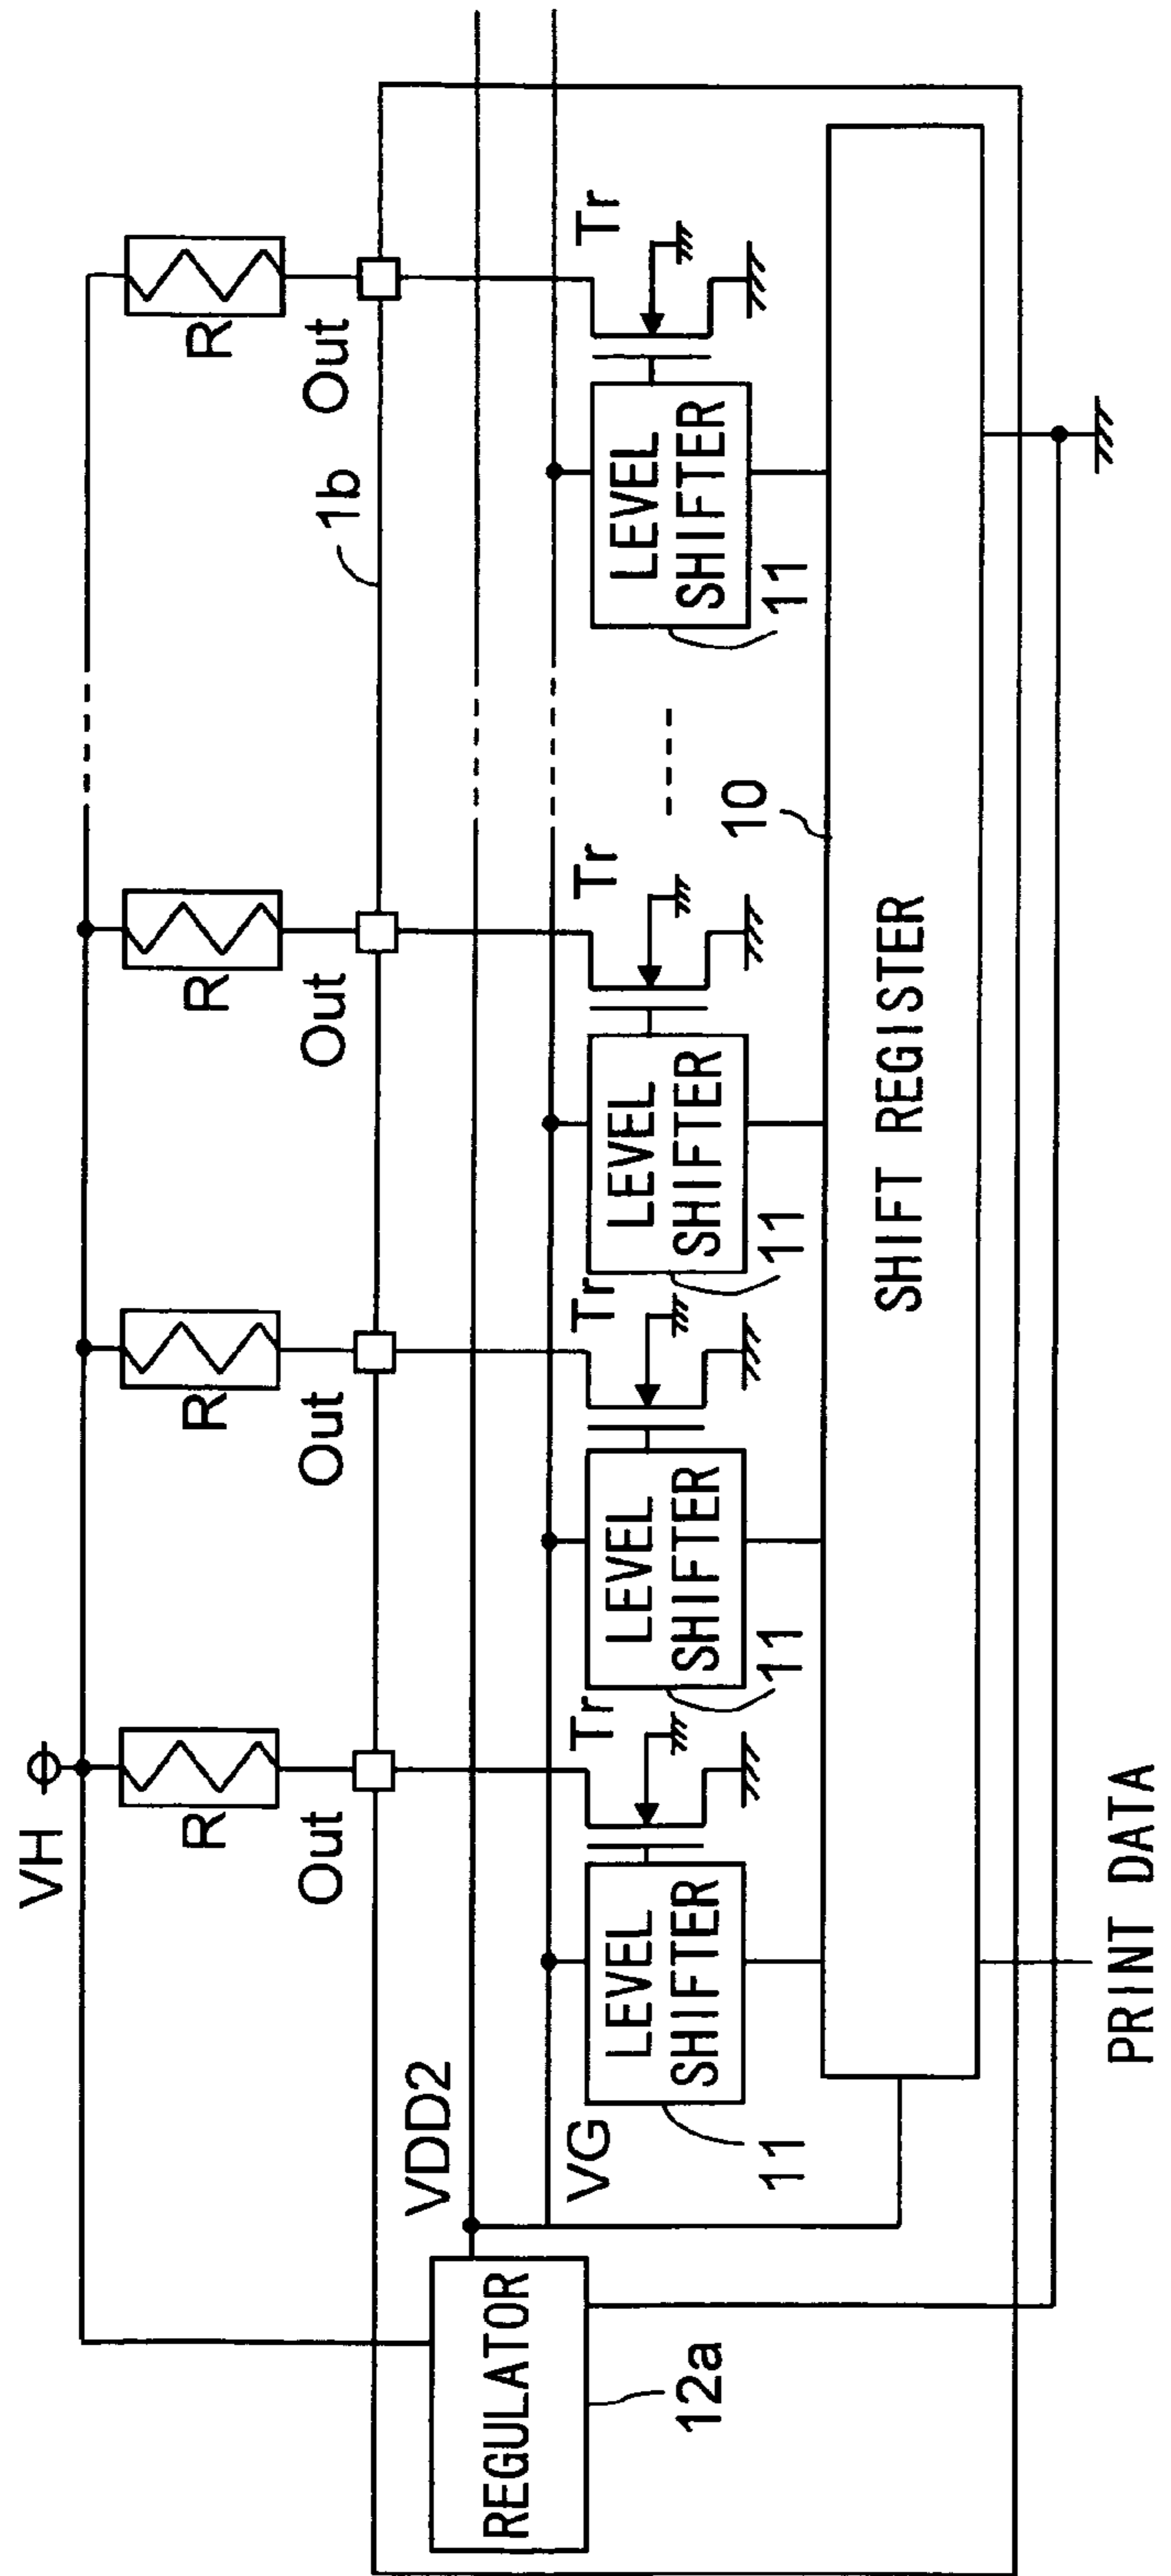 VH
R
R
R
R
Out
Out
Out
Out
1b
VDD2
REGULATOR
12a
VG
Tr
Tr
Tr
Tr
LEVEL
SHIFTER
LEVEL
SHIFTER
LEVEL
SHIFTER
LEVEL
SHIFTER
11
11
11
11
10
SHIFT REGISTER
PRINT DATA